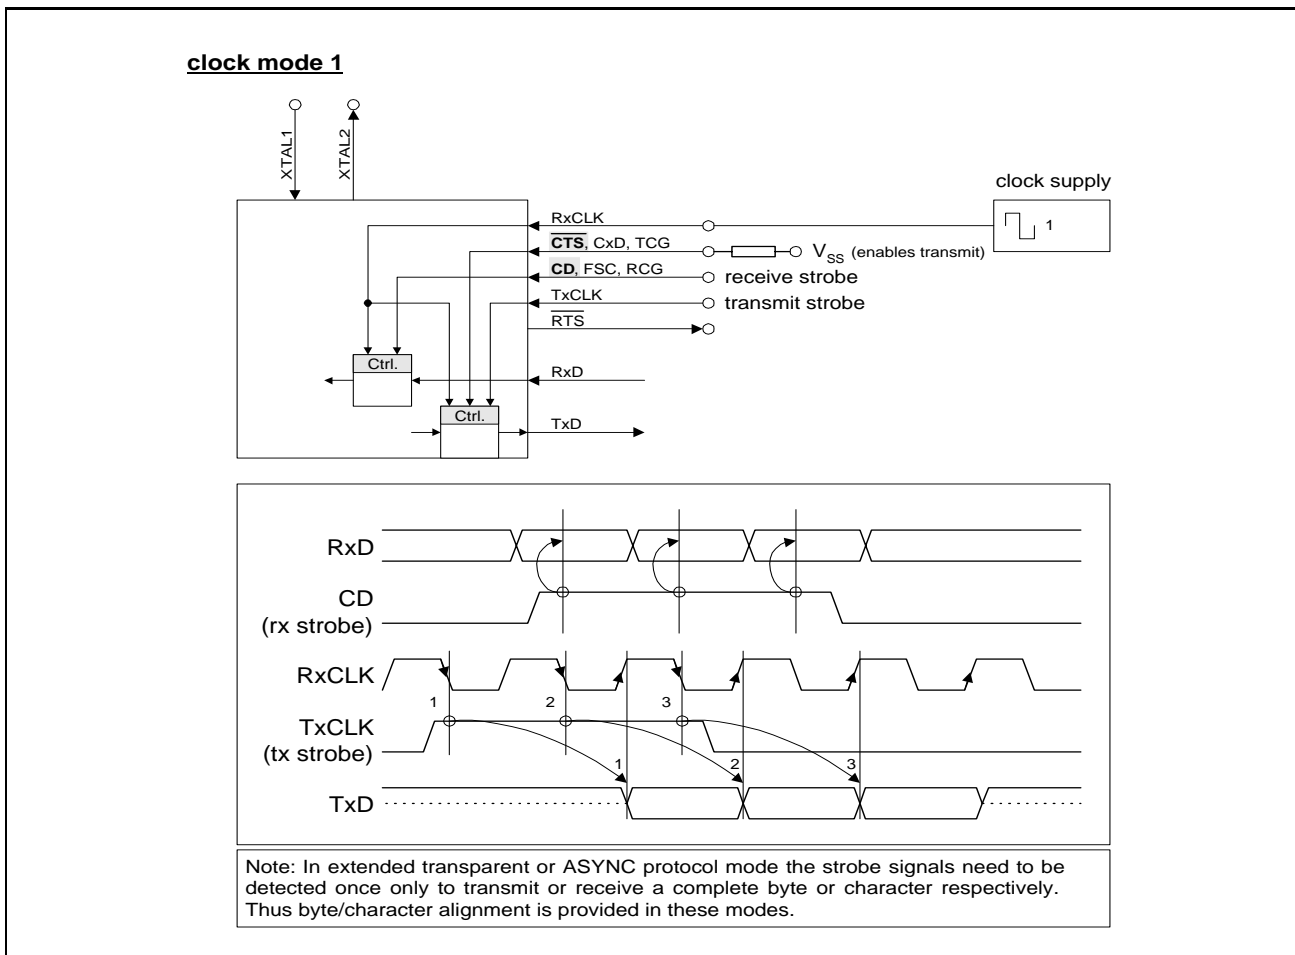 clock mode 1
XTAL1
XTAL2
clock supply
RxCLK
1
CTS, CxD, TCG
VSS (enables transmit)
CD, FSC, RCG
receive strobe
TxCLK
transmit strobe
RTS
Ctrl.
RxD
Ctrl.
TxD
RxD
CD
(rx strobe)
RxCLK
1
2
3
TxCLK
(tx strobe)
1
2
3
TxD
Note: In extended transparent or ASYNC protocol mode the strobe signals need to be
detected once only to transmit or receive a complete byte or character respectively.
Thus byte/character alignment is provided in these modes.